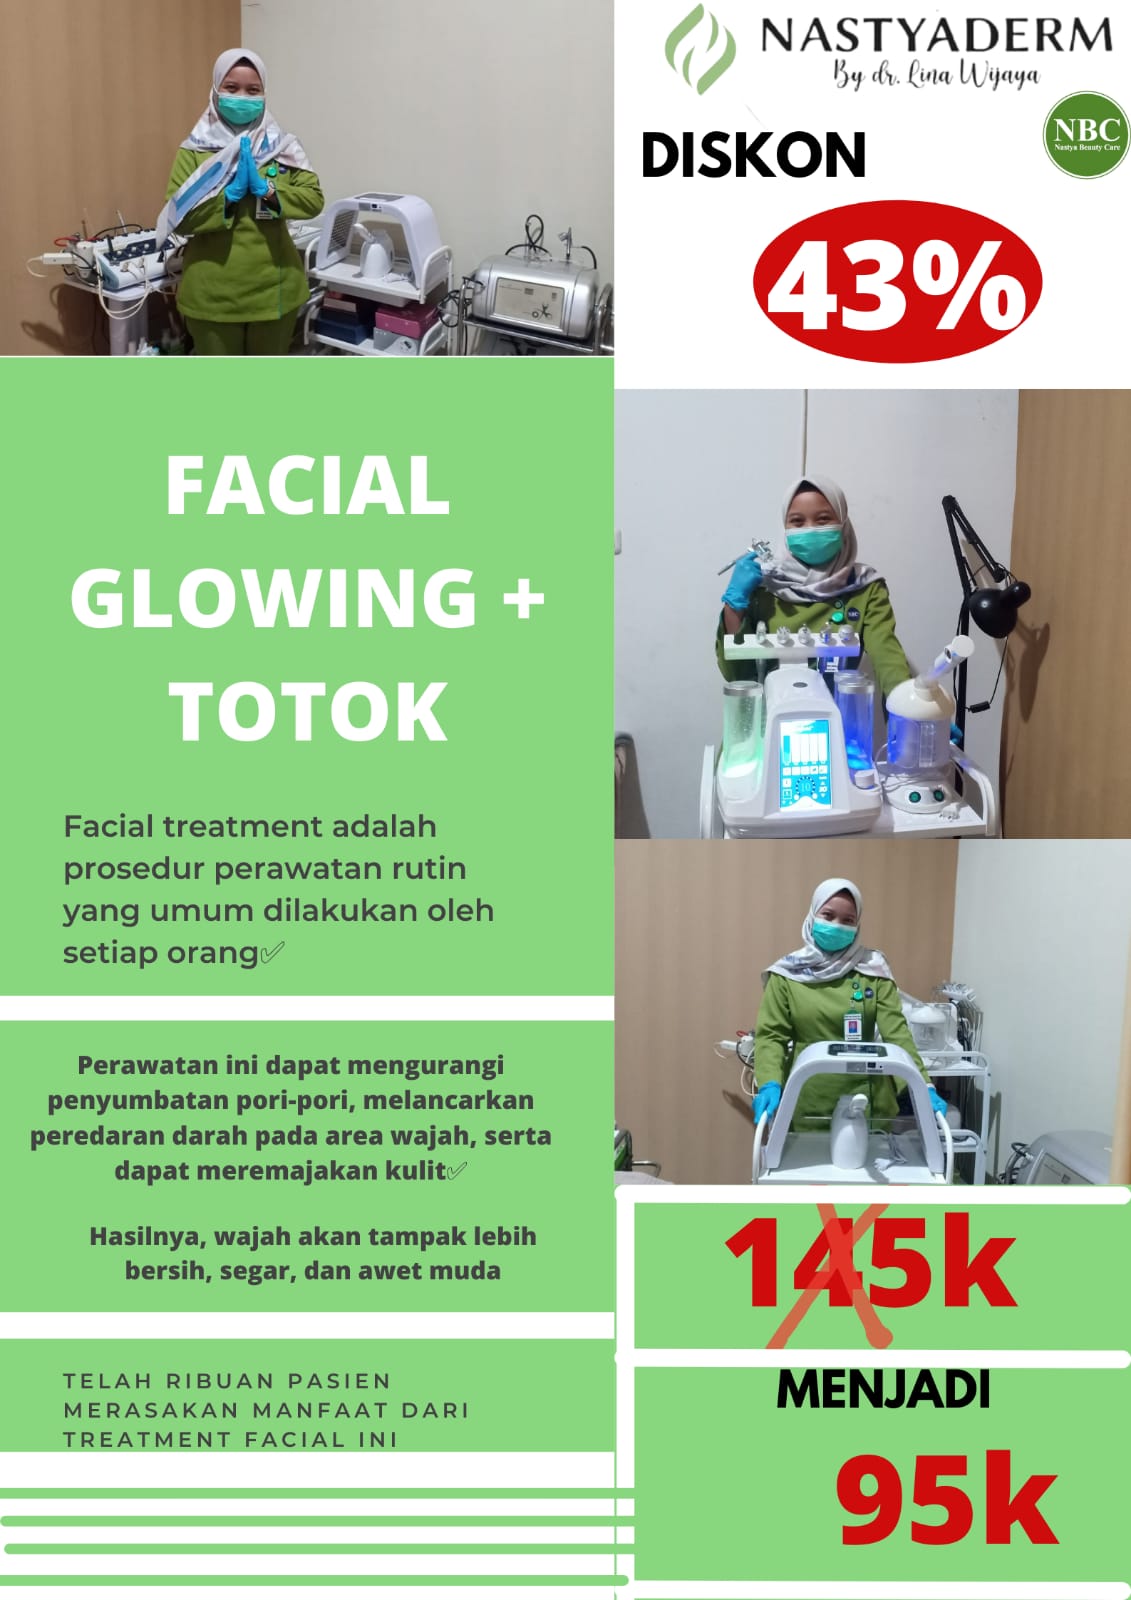 NASTYADERM
By dr. Lina Wijaya
NBC
Nastya Beauty Care
DISKON
43%
FACIAL
GLOWING +
TOTOK
Facial treatment adalah
prosedur perawatan rutin
yang umum dilakukan oleh
setiap orang✅
Perawatan ini dapat mengurangi
penyumbatan pori-pori, melancarkan
peredaran darah pada area wajah, serta
dapat meremajakan kulit✅
Hasilnya, wajah akan tampak lebih
bersih, segar, dan awet muda
TELAH RIBUAN PASIEN
MERASAKAN MANFAAT DARI
TREATMENT FACIAL INI
145k
MENJADI
95k